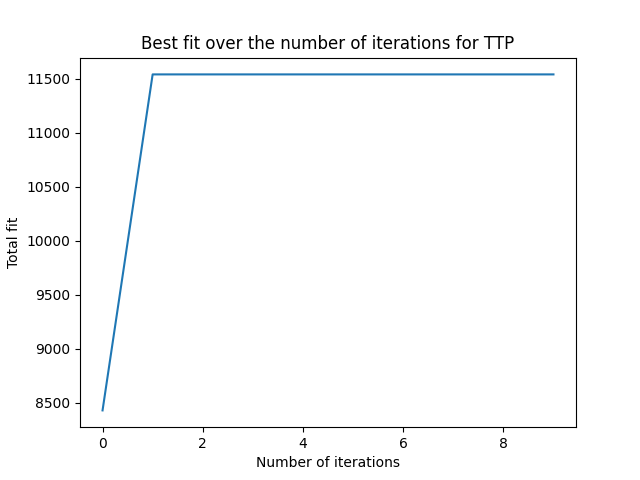 Best fit over the number of iterations for TTP
11500
11000
10500
10000
9500
9000
8500
Total fit
0 2 4 6 8
Number of iterations